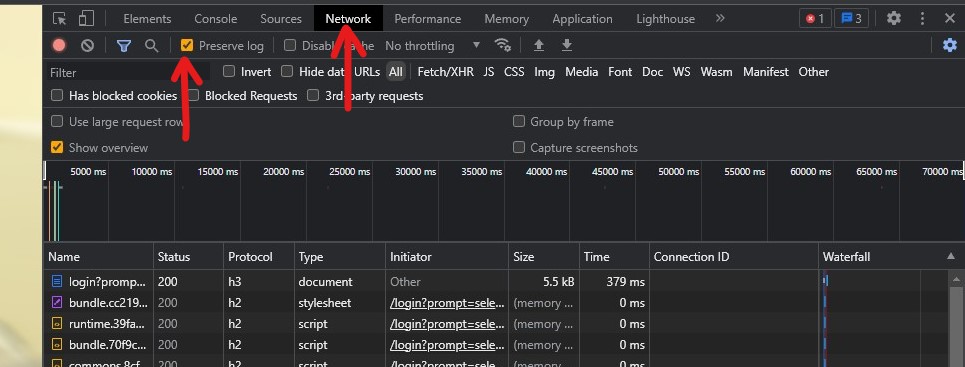 Elements Console Sources Network Performance Memory Application Lighthouse » 1 3
Preserve log Disable cache No throttling
Filter Invert Hide data URLs All Fetch/XHR JS CSS Img Media Font Doc WS Wasm Manifest Other
Has blocked cookies Blocked Requests 3rd-party requests
Use large request rows Group by frame
Show overview Capture screenshots
5000 ms 10000 ms 15000 ms 20000 ms 25000 ms 30000 ms 35000 ms 40000 ms 45000 ms 50000 ms 55000 ms 60000 ms 65000 ms 70000 ms
Name Status Protocol Type Initiator Size Time Connection ID Waterfall
login?promp... 200 h3 document Other 5.5 kB 379 ms
bundle.cc219... 200 h2 stylesheet /login?prompt=sele... (memory ... 0 ms
runtime.39fa... 200 h2 script /login?prompt=sele... (memory ... 0 ms
bundle.70f9c... 200 h2 script /login?prompt=sele... (memory ... 0 ms
commons.8cf... 200 h2 script /login?prompt=sele... (memory ... 0 ms